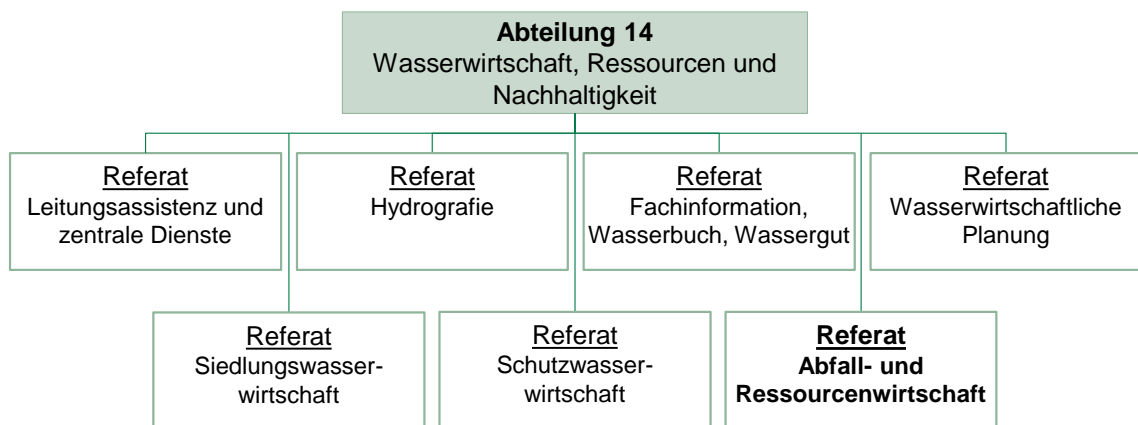 Abteilung 14
Wasserwirtschaft, Ressourcen und
Nachhaltigkeit
Referat
Leitungsassistenz und
zentrale Dienste
Referat
Hydrografie
Referat
Fachinformation,
Wasserbuch, Wassergut
Referat
Wasserwirtschaftliche
Planung
Referat
Siedlungswasser-
wirtschaft
Referat
Schutzwasser-
wirtschaft
Referat
Abfall- und
Ressourcenwirtschaft